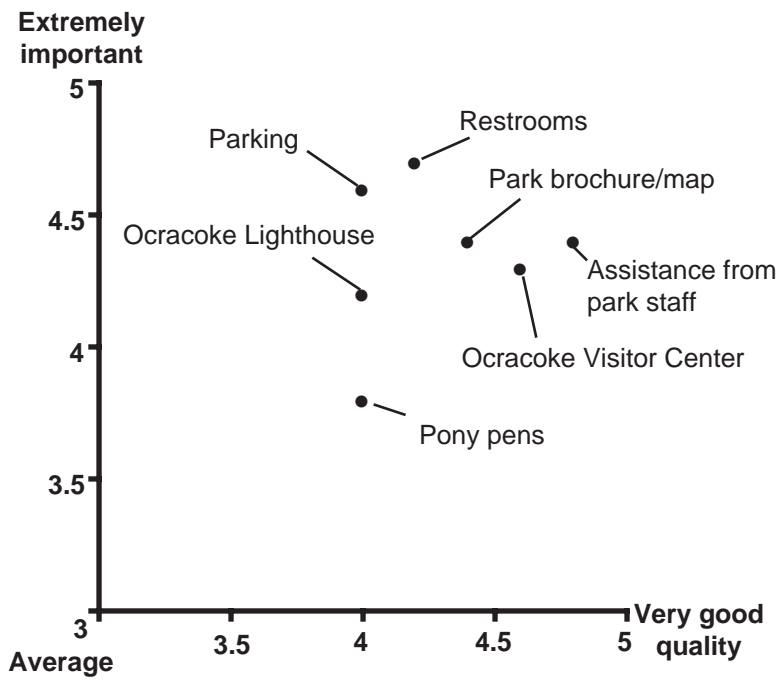 Extremely
important
5
Restrooms
Parking
Park brochure/map
4.5
Ocracoke Lighthouse
Assistance from
park staff
4
Ocracoke Visitor Center
Pony pens
3.5
3
Average
3.5
4
4.5
5
Very good
quality